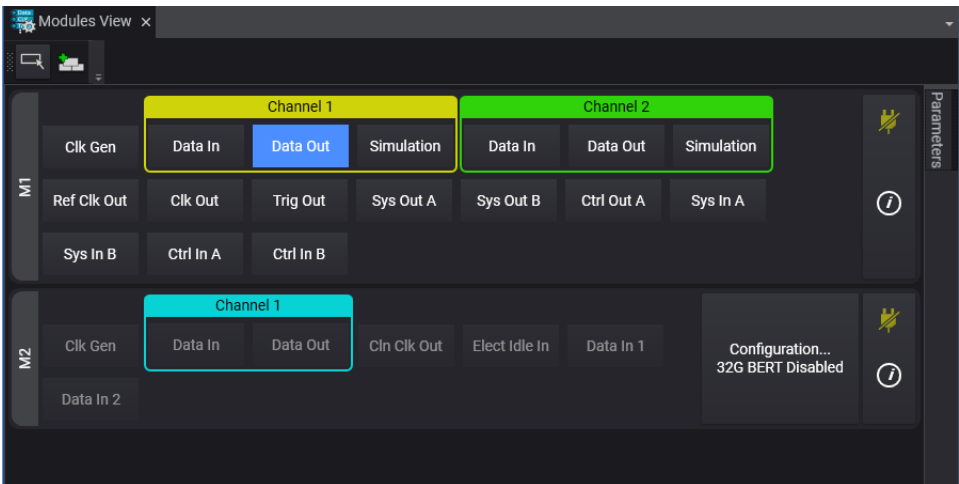 Modules View
Channel 1 Channel 2
Clk Gen Data In Data Out Simulation Data In Data Out Simulation
Ref Clk Out Clk Out Trig Out Sys Out A Sys Out B Ctrl Out A Sys In A
Sys In B Ctrl In A Ctrl In B
M1
Parameters
Channel 1
Clk Gen Data In Data Out Cln Clk Out Elect Idle In Data In 1
Data In 2
Configuration...
32G BERT Disabled
M2